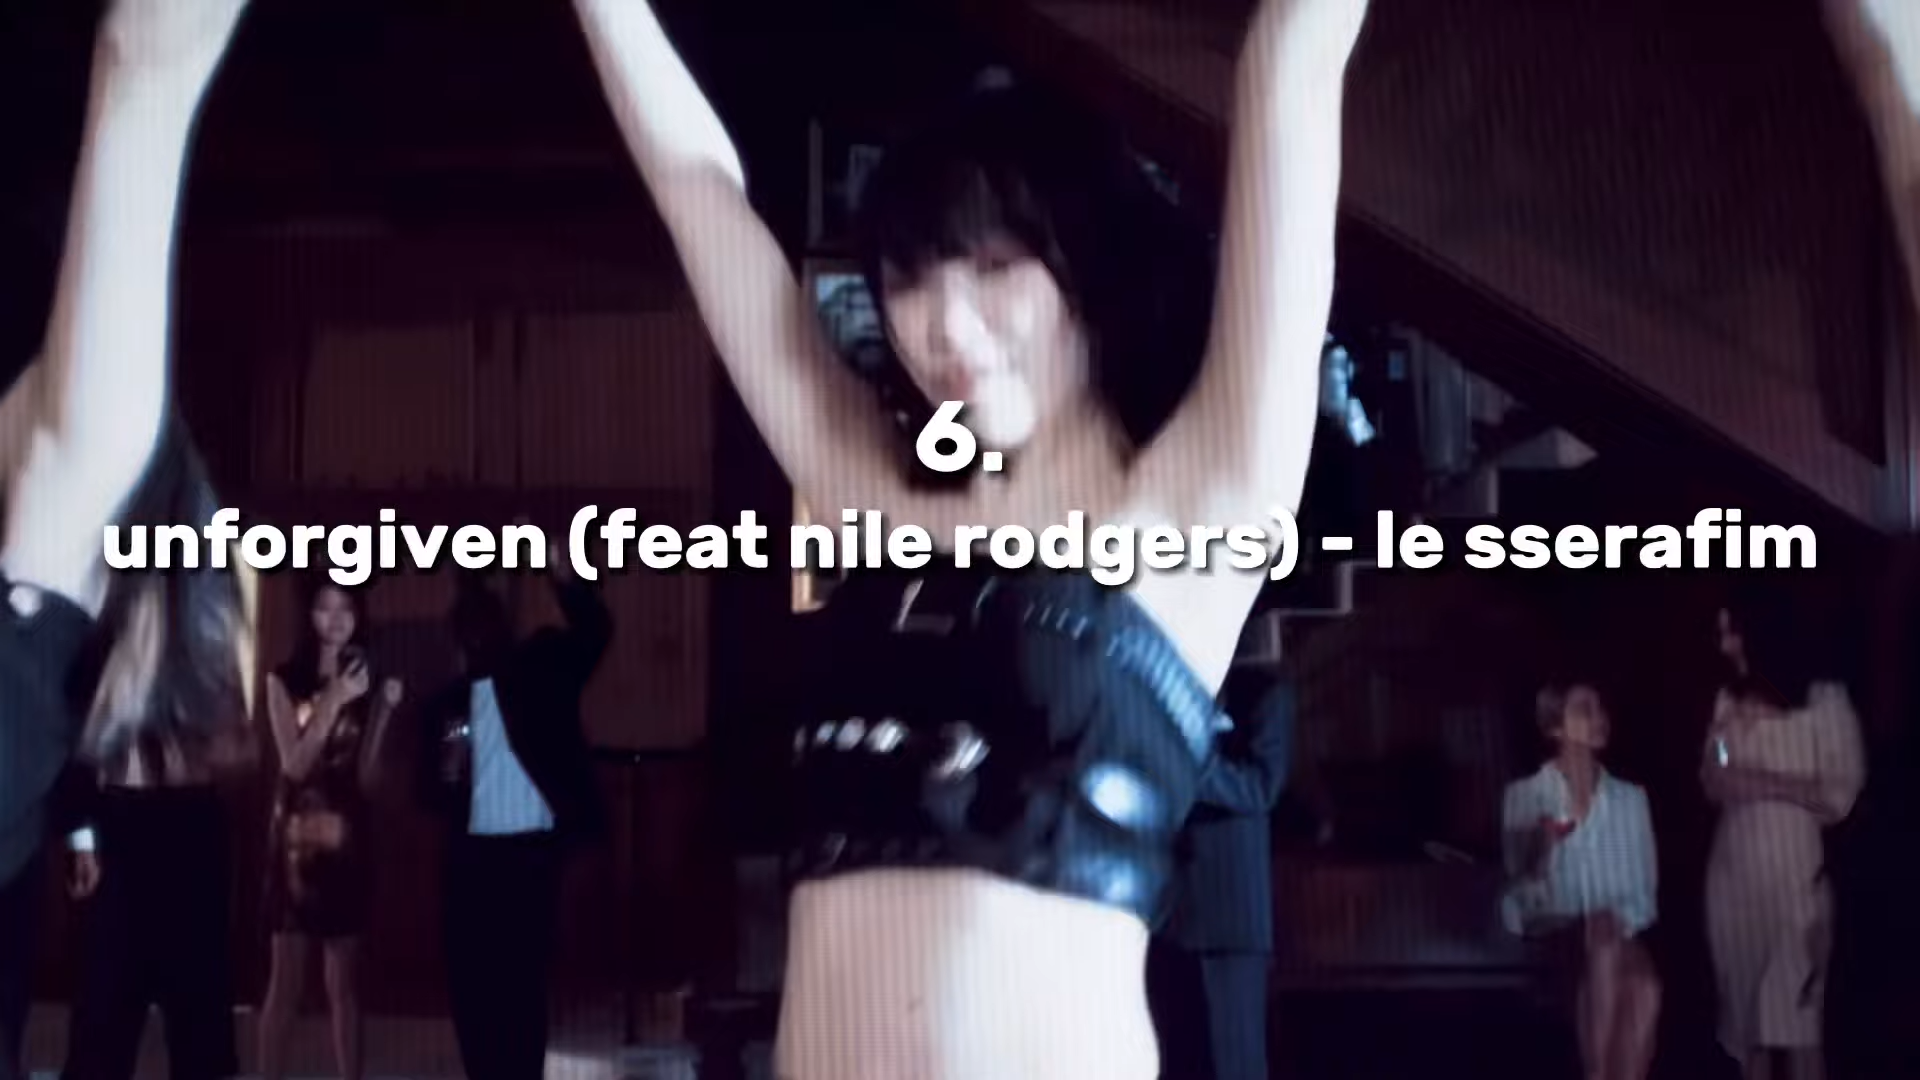 6.
unforgiven (feat nile rodgers) - le sserafim